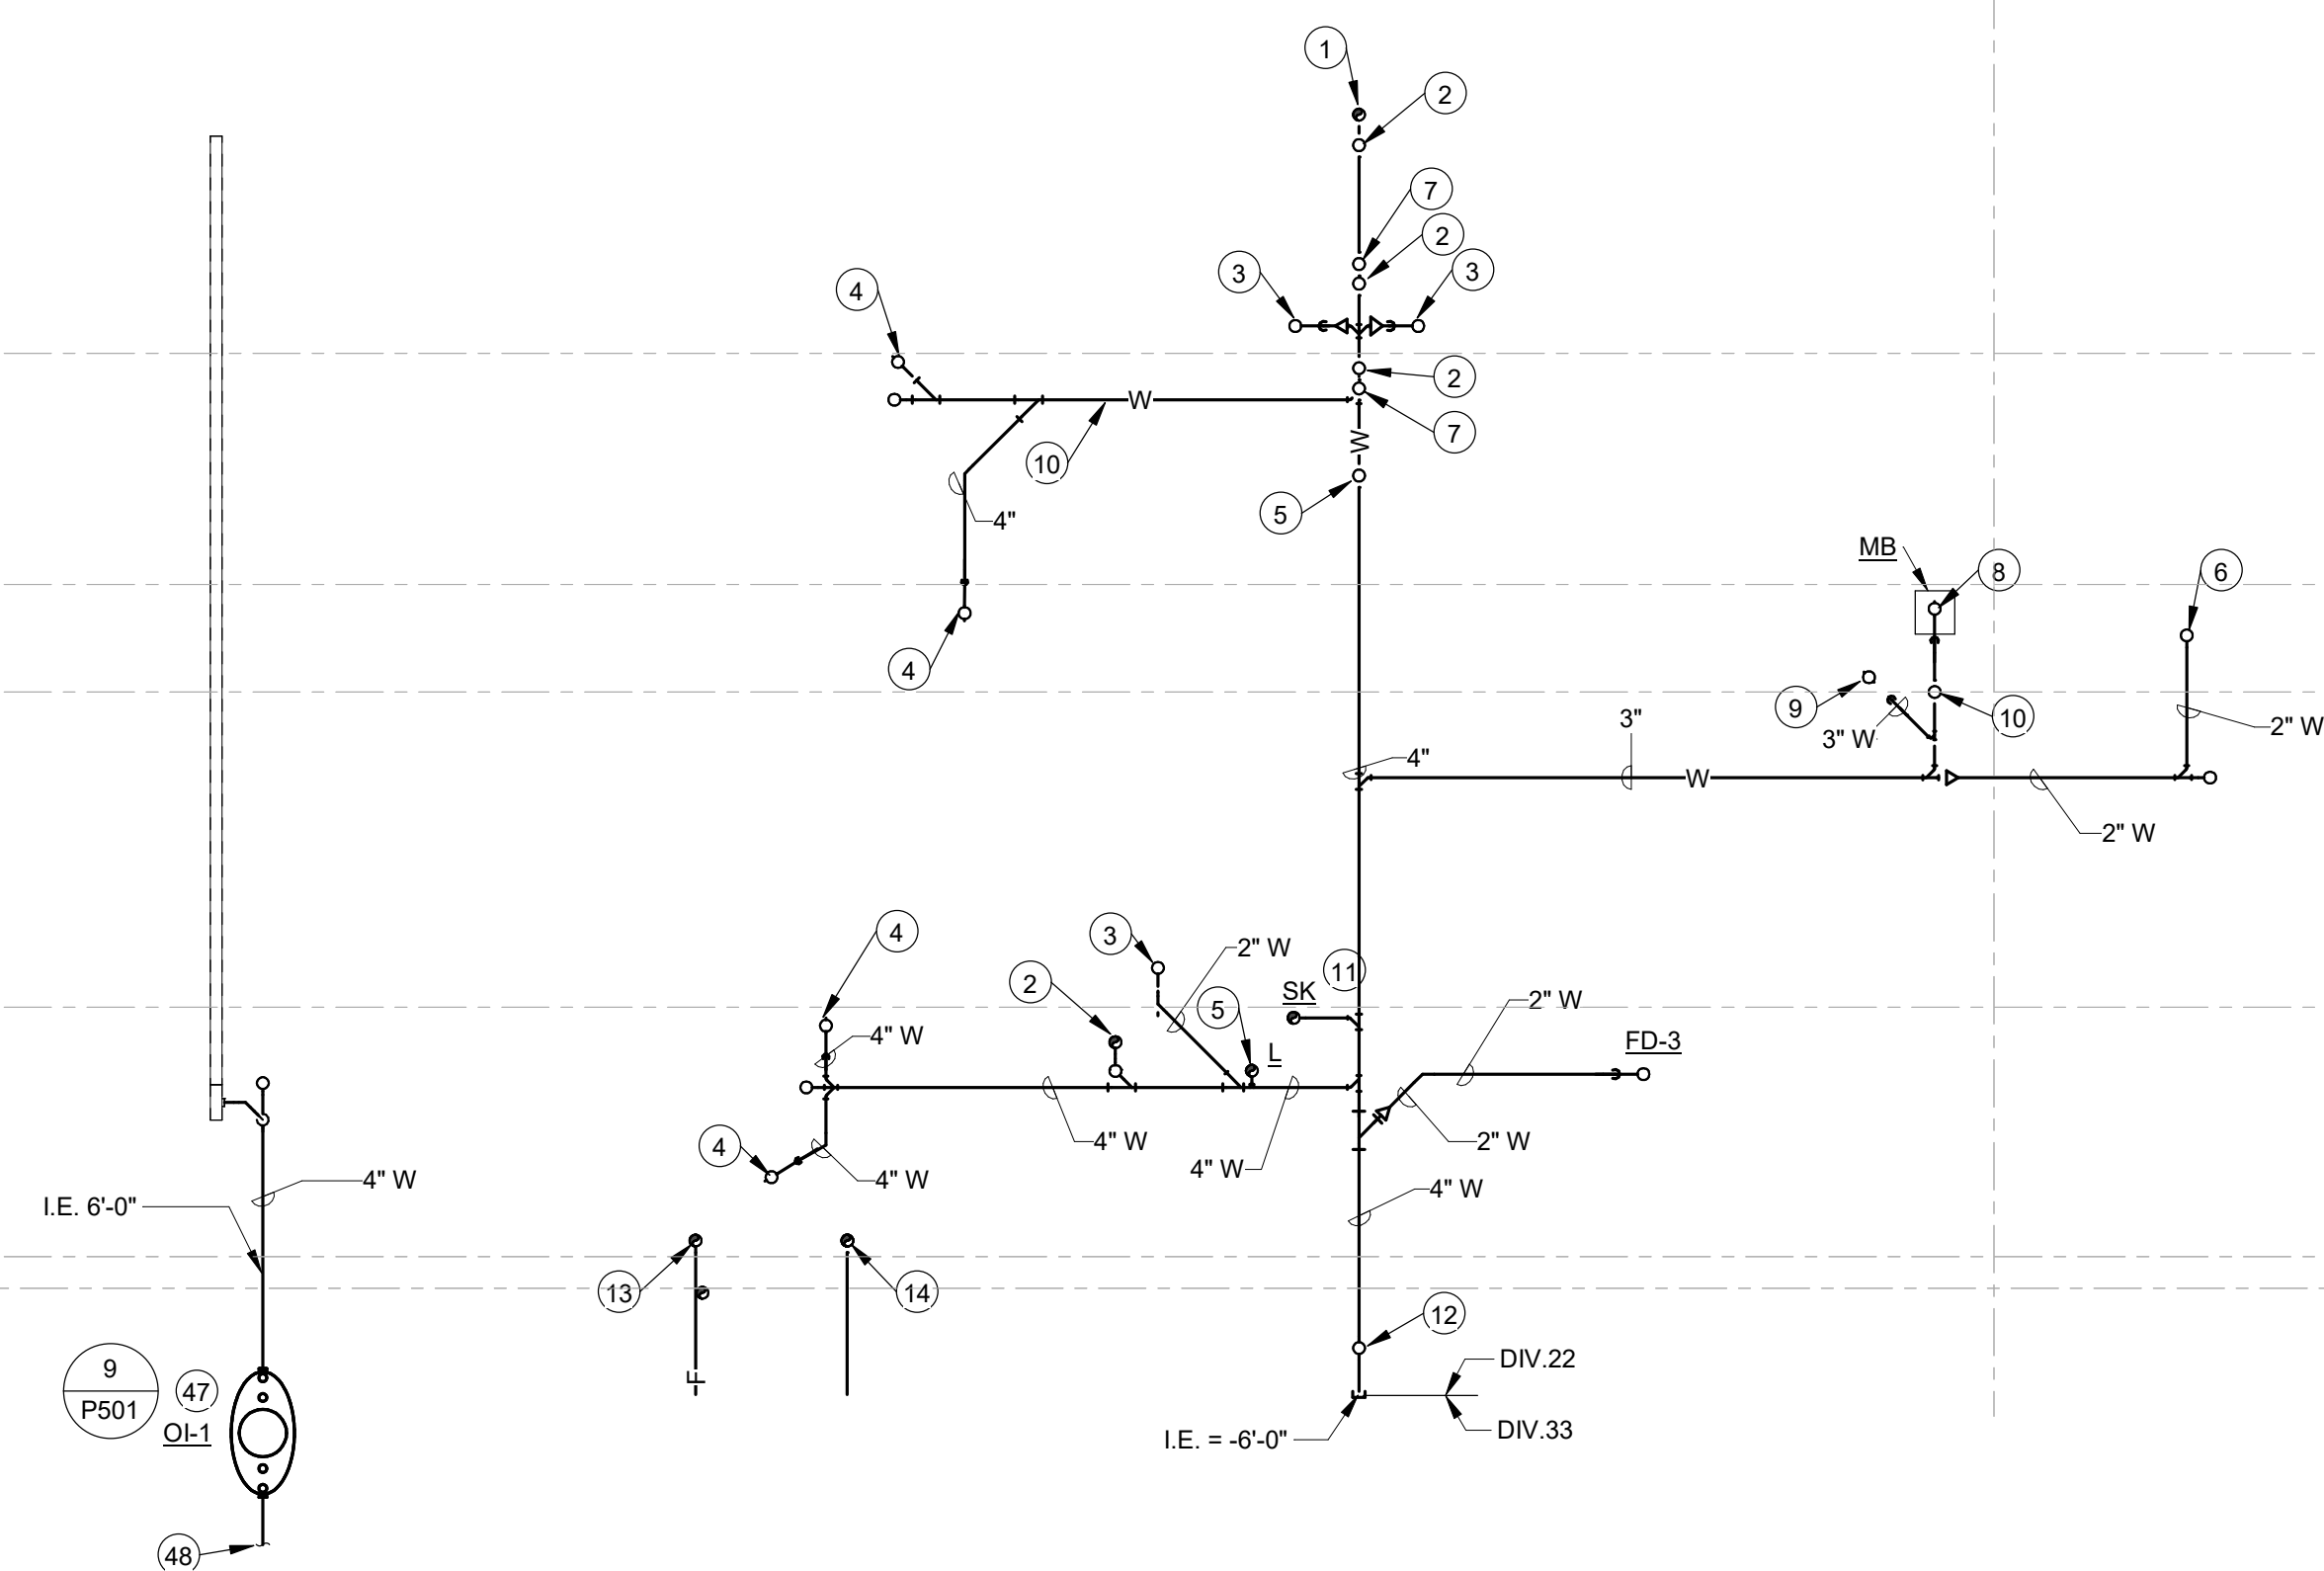 1
2
7
2
3
3
4
2
W
7
10
W
5
4"
4
MB
8
6
9
10
3"
3" W
2" W
4"
W
2" W
4
3
2" W
11
2
SK
5
2" W
4" W
L
FD-3
4
4" W
2" W
4" W
4" W
4" W
4" W
I.E. 6'-0"
13
14
12
9
P501
47
OI-1
F
DIV.22
DIV.33
I.E. = -6'-0"
48